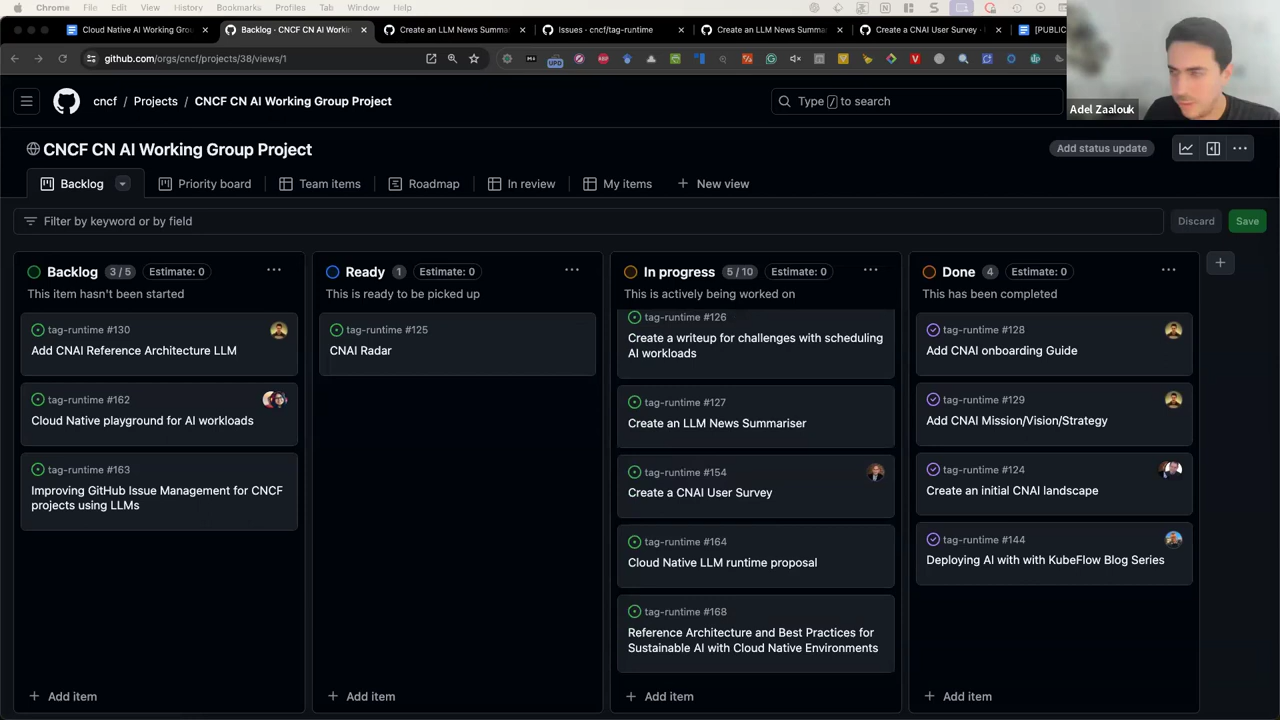 Chrome File Edit View History Bookmarks Profiles Tab Window Help
Cloud Native AI Working Gro
Backlog · CNCF CN AI Workin
Create an LLM News Summar
Issues · cncf/tag-runtime
Create an LLM News Summar
Create a CNAI User Survey ·
[PUBLIC
github.com/orgs/cncf/projects/38/views/1
cncf / Projects / CNCF CN AI Working Group Project
Type / to search
Adel Zaalouk
CNCF CN AI Working Group Project
Add status update
Backlog
Priority board
Team items
Roadmap
In review
My items
New view
Filter by keyword or by field
Discard
Save
Backlog 3 / 5 Estimate: 0
This item hasn't been started
tag-runtime #130
Add CNAI Reference Architecture LLM
tag-runtime #162
Cloud Native playground for AI workloads
tag-runtime #163
Improving GitHub Issue Management for CNCF
projects using LLMs
+ Add item
Ready 1 Estimate: 0
This is ready to be picked up
tag-runtime #125
CNAI Radar
+ Add item
In progress 5 / 10 Estimate: 0
This is actively being worked on
tag-runtime #126
Create a writeup for challenges with scheduling
AI workloads
tag-runtime #127
Create an LLM News Summariser
tag-runtime #154
Create a CNAI User Survey
tag-runtime #164
Cloud Native LLM runtime proposal
tag-runtime #168
Reference Architecture and Best Practices for
Sustainable AI with Cloud Native Environments
+ Add item
Done 4 Estimate: 0
This has been completed
tag-runtime #128
Add CNAI onboarding Guide
tag-runtime #129
Add CNAI Mission/Vision/Strategy
tag-runtime #124
Create an initial CNAI landscape
tag-runtime #144
Deploying AI with with KubeFlow Blog Series
+ Add item